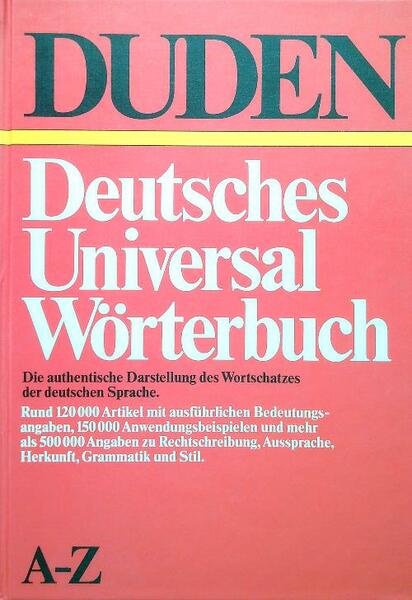 DUDEN
Deutsches
Universal
Wörterbuch
Die authentische Darstellung des Wortschatzes
der deutschen Sprache.
Rund 120 000 Artikel mit ausführlichen Bedeutungs-
angaben, 150 000 Anwendungsbeispielen und mehr
als 500 000 Angaben zu Rechtschreibung, Aussprache,
Herkunft, Grammatik und Stil.
A–Z